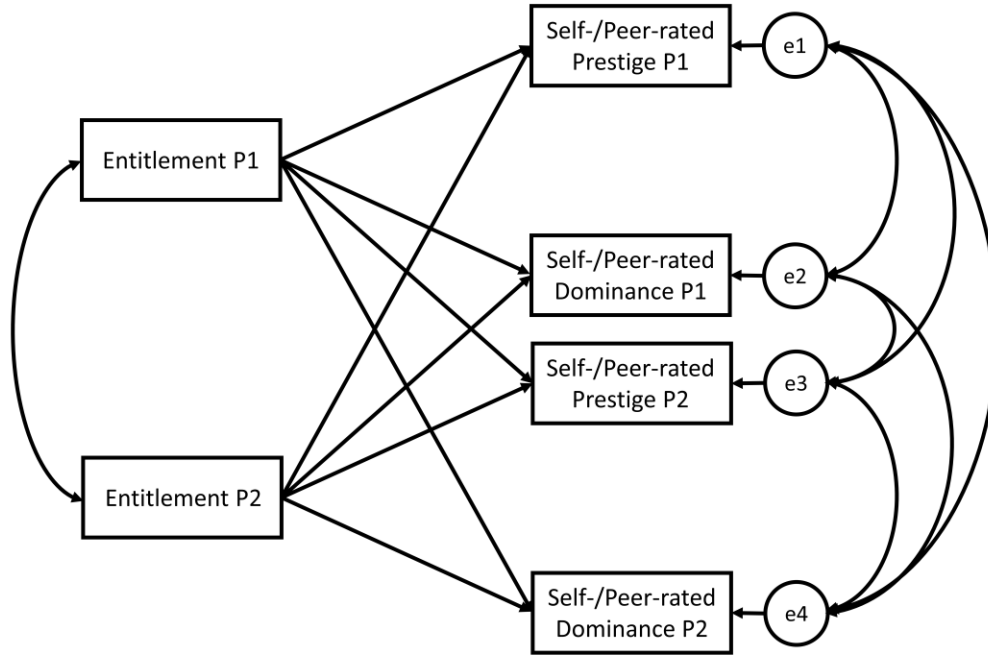 Self-/Peer-rated
Prestige P1
e1
Entitlement P1
Self-/Peer-rated
Dominance P1
e2
Self-/Peer-rated
Prestige P2
e3
Entitlement P2
Self-/Peer-rated
Dominance P2
e4